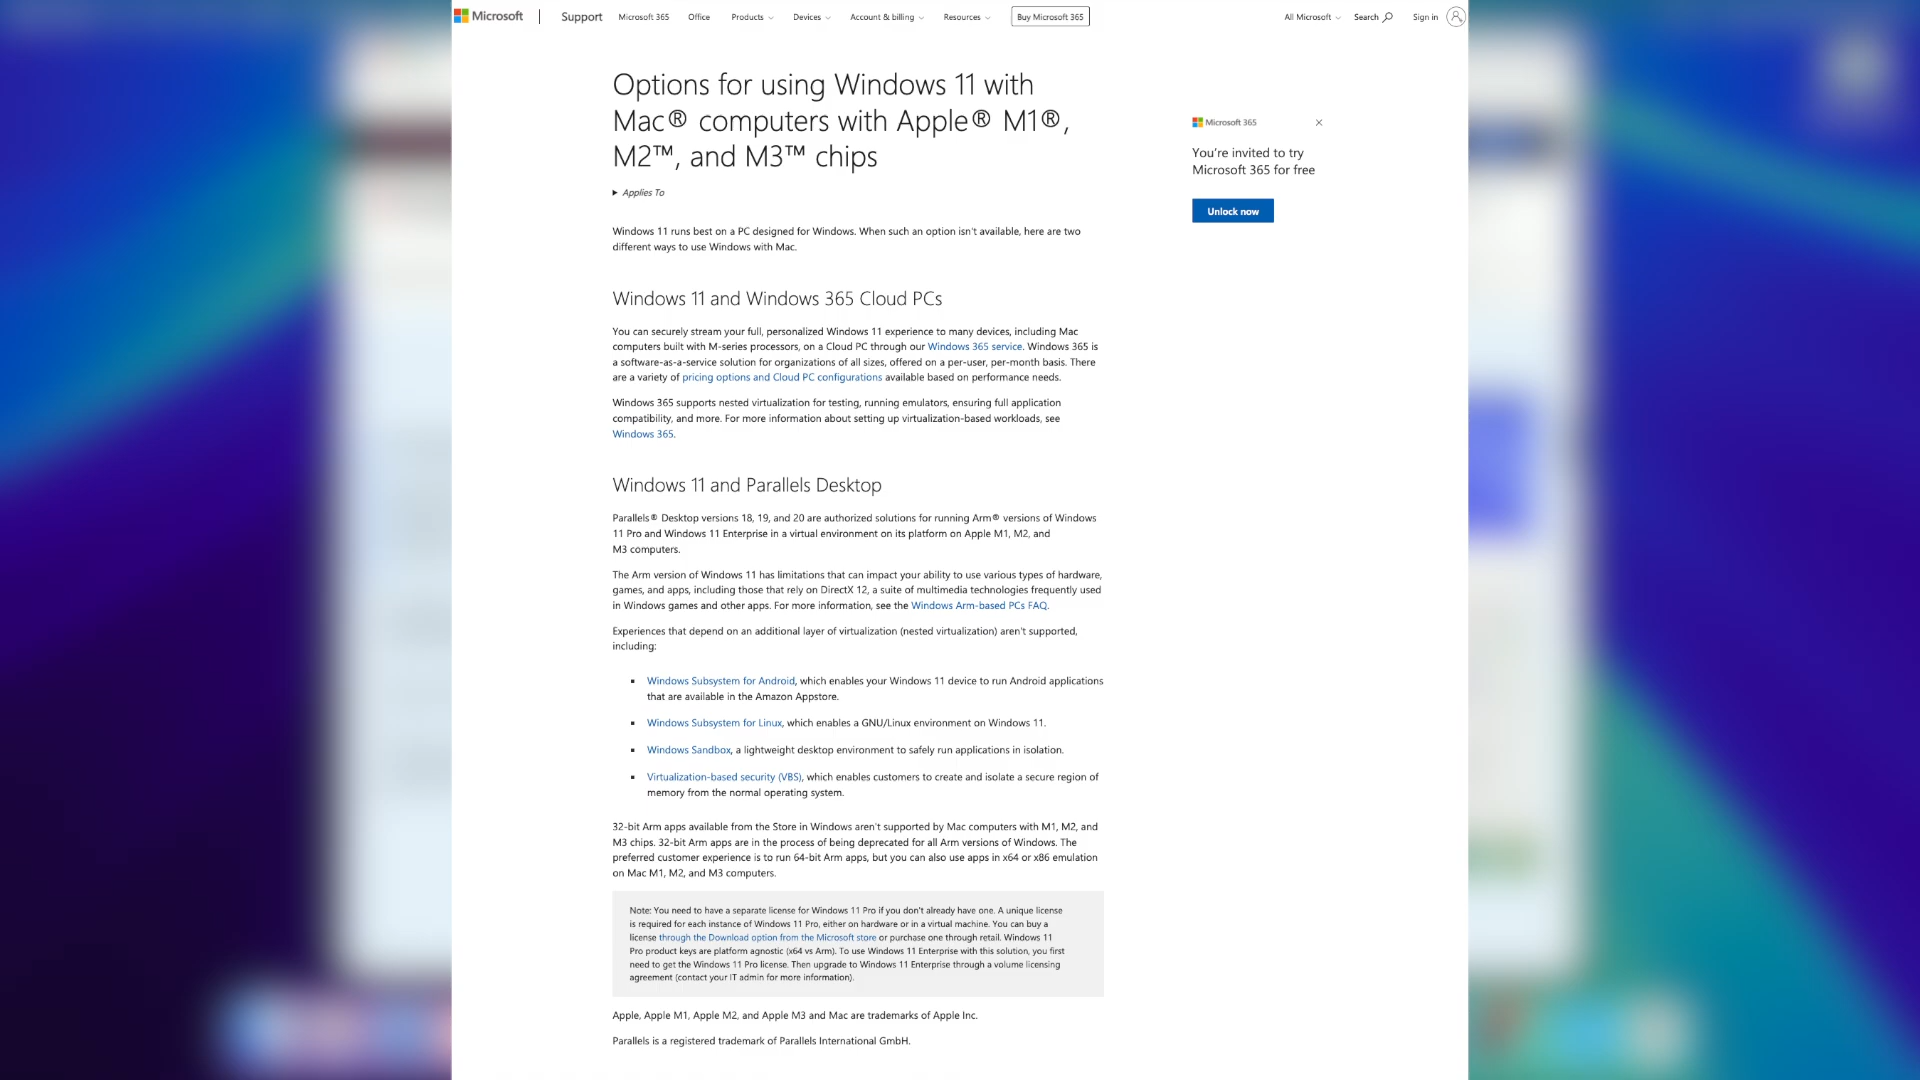 Microsoft Support Microsoft 365 Office Products Devices Account & billing Resources Buy Microsoft 365 All Microsoft Search Sign in
Options for using Windows 11 with
Mac® computers with Apple® M1®,
M2™, and M3™ chips
Applies To
Microsoft 365
You're invited to try
Microsoft 365 for free
Unlock now
Windows 11 runs best on a PC designed for Windows. When such an option isn't available, here are two
different ways to use Windows with Mac.
Windows 11 and Windows 365 Cloud PCs
You can securely stream your full, personalized Windows 11 experience to many devices, including Mac
computers built with M-series processors, on a Cloud PC through our Windows 365 service. Windows 365 is
a software-as-a-service solution for organizations of all sizes, offered on a per-user, per-month basis. There
are a variety of pricing options and Cloud PC configurations available based on performance needs.
Windows 365 supports nested virtualization for testing, running emulators, ensuring full application
compatibility, and more. For more information about setting up virtualization-based workloads, see
Windows 365.
Windows 11 and Parallels Desktop
Parallels® Desktop versions 18, 19, and 20 are authorized solutions for running Arm® versions of Windows
11 Pro and Windows 11 Enterprise in a virtual environment on its platform on Apple M1, M2, and
M3 computers.
The Arm version of Windows 11 has limitations that can impact your ability to use various types of hardware,
games, and apps, including those that rely on DirectX 12, a suite of multimedia technologies frequently used
in Windows games and other apps. For more information, see the Windows Arm-based PCs FAQ.
Experiences that depend on an additional layer of virtualization (nested virtualization) aren't supported,
including:
Windows Subsystem for Android, which enables your Windows 11 device to run Android applications
that are available in the Amazon Appstore.
Windows Subsystem for Linux, which enables a GNU/Linux environment on Windows 11.
Windows Sandbox, a lightweight desktop environment to safely run applications in isolation.
Virtualization-based security (VBS), which enables customers to create and isolate a secure region of
memory from the normal operating system.
32-bit Arm apps available from the Store in Windows aren't supported by Mac computers with M1, M2, and
M3 chips. 32-bit Arm apps are in the process of being deprecated for all Arm versions of Windows. The
preferred customer experience is to run 64-bit Arm apps, but you can also use apps in x64 or x86 emulation
on Mac M1, M2, and M3 computers.
Note: You need to have a separate license for Windows 11 Pro if you don't already have one. A unique license
is required for each instance of Windows 11 Pro, either on hardware or in a virtual machine. You can buy a
license through the Download option from the Microsoft store or purchase one through retail. Windows 11
Pro product keys are platform agnostic (x64 vs Arm). To use Windows 11 Enterprise with this solution, you first
need to get the Windows 11 Pro license. Then upgrade to Windows 11 Enterprise through a volume licensing
agreement (contact your IT admin for more information).
Apple, Apple M1, Apple M2, and Apple M3 and Mac are trademarks of Apple Inc.
Parallels is a registered trademark of Parallels International GmbH.